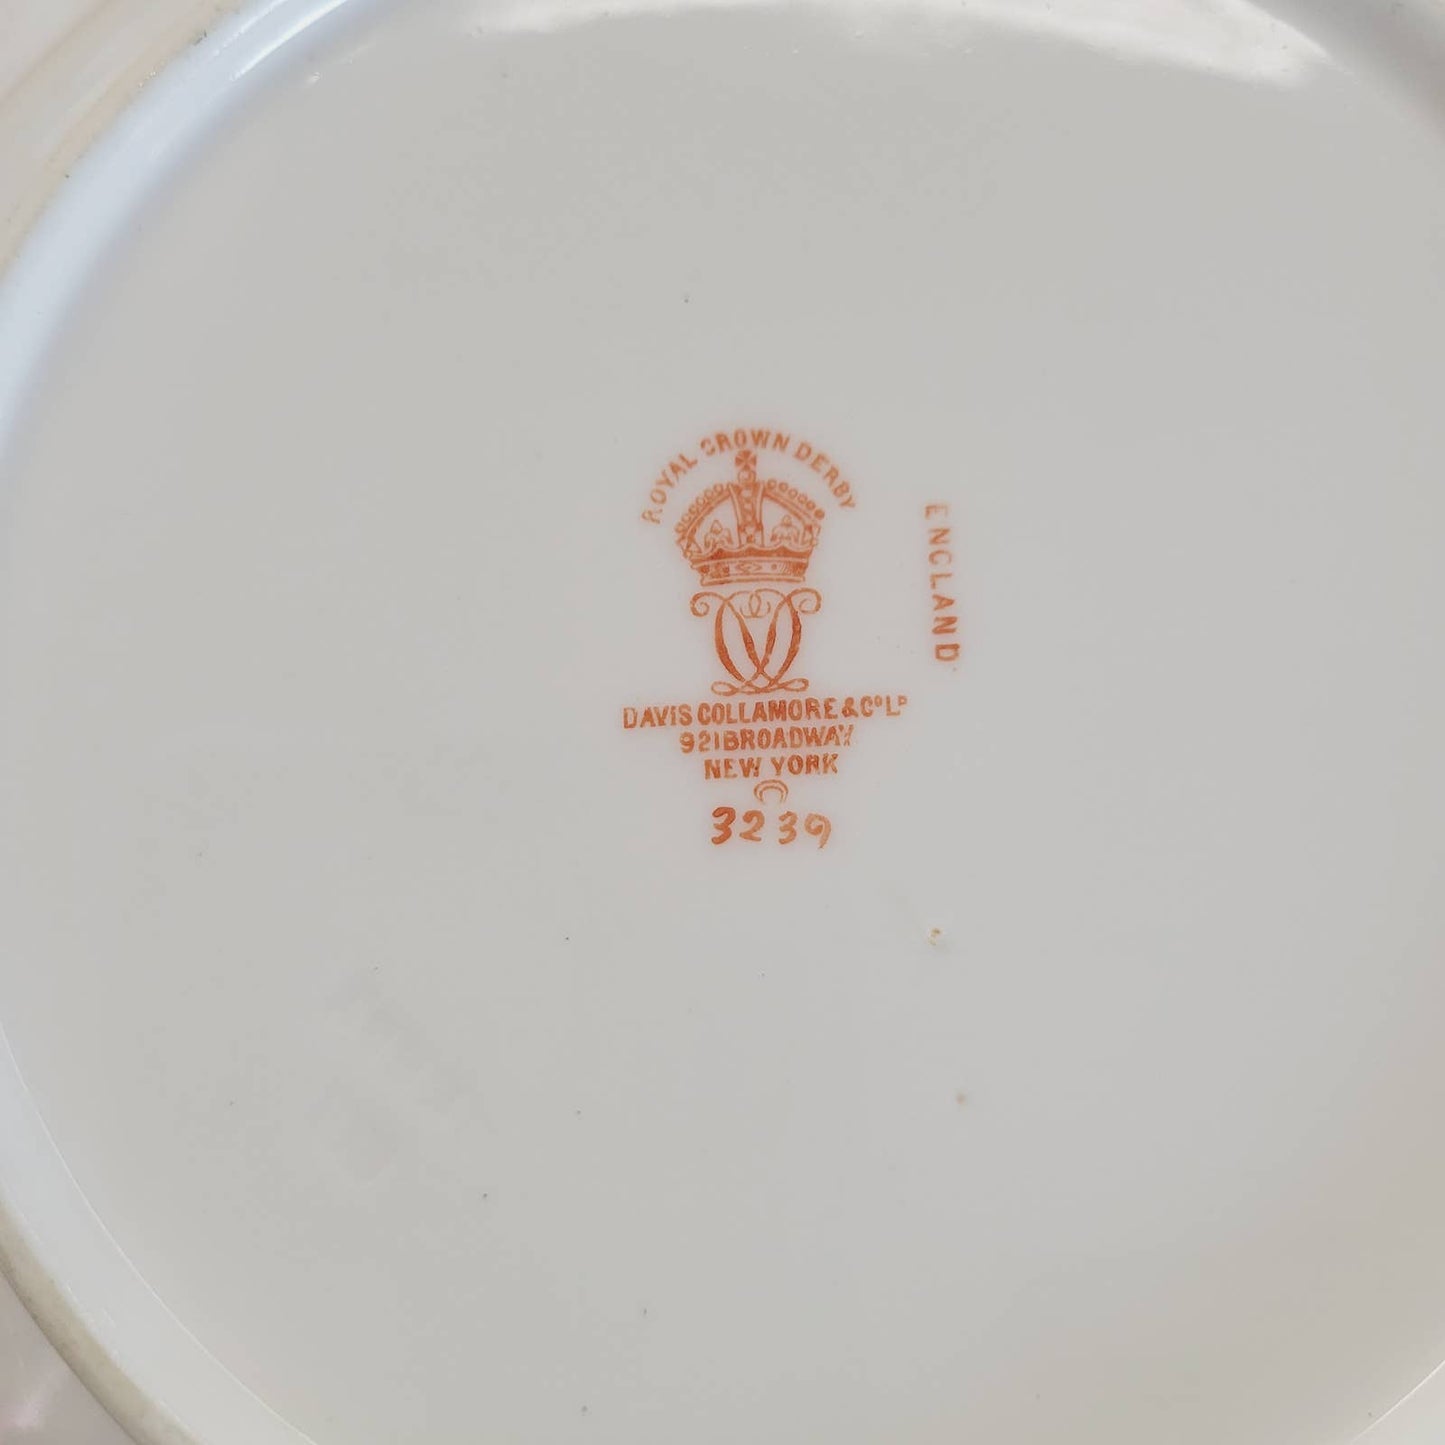 ROYAL CROWN DERBY
ENGLAND
DAVIS COLLAMORE & Cº Lᴰ
921 BROADWAY
NEW YORK
3239